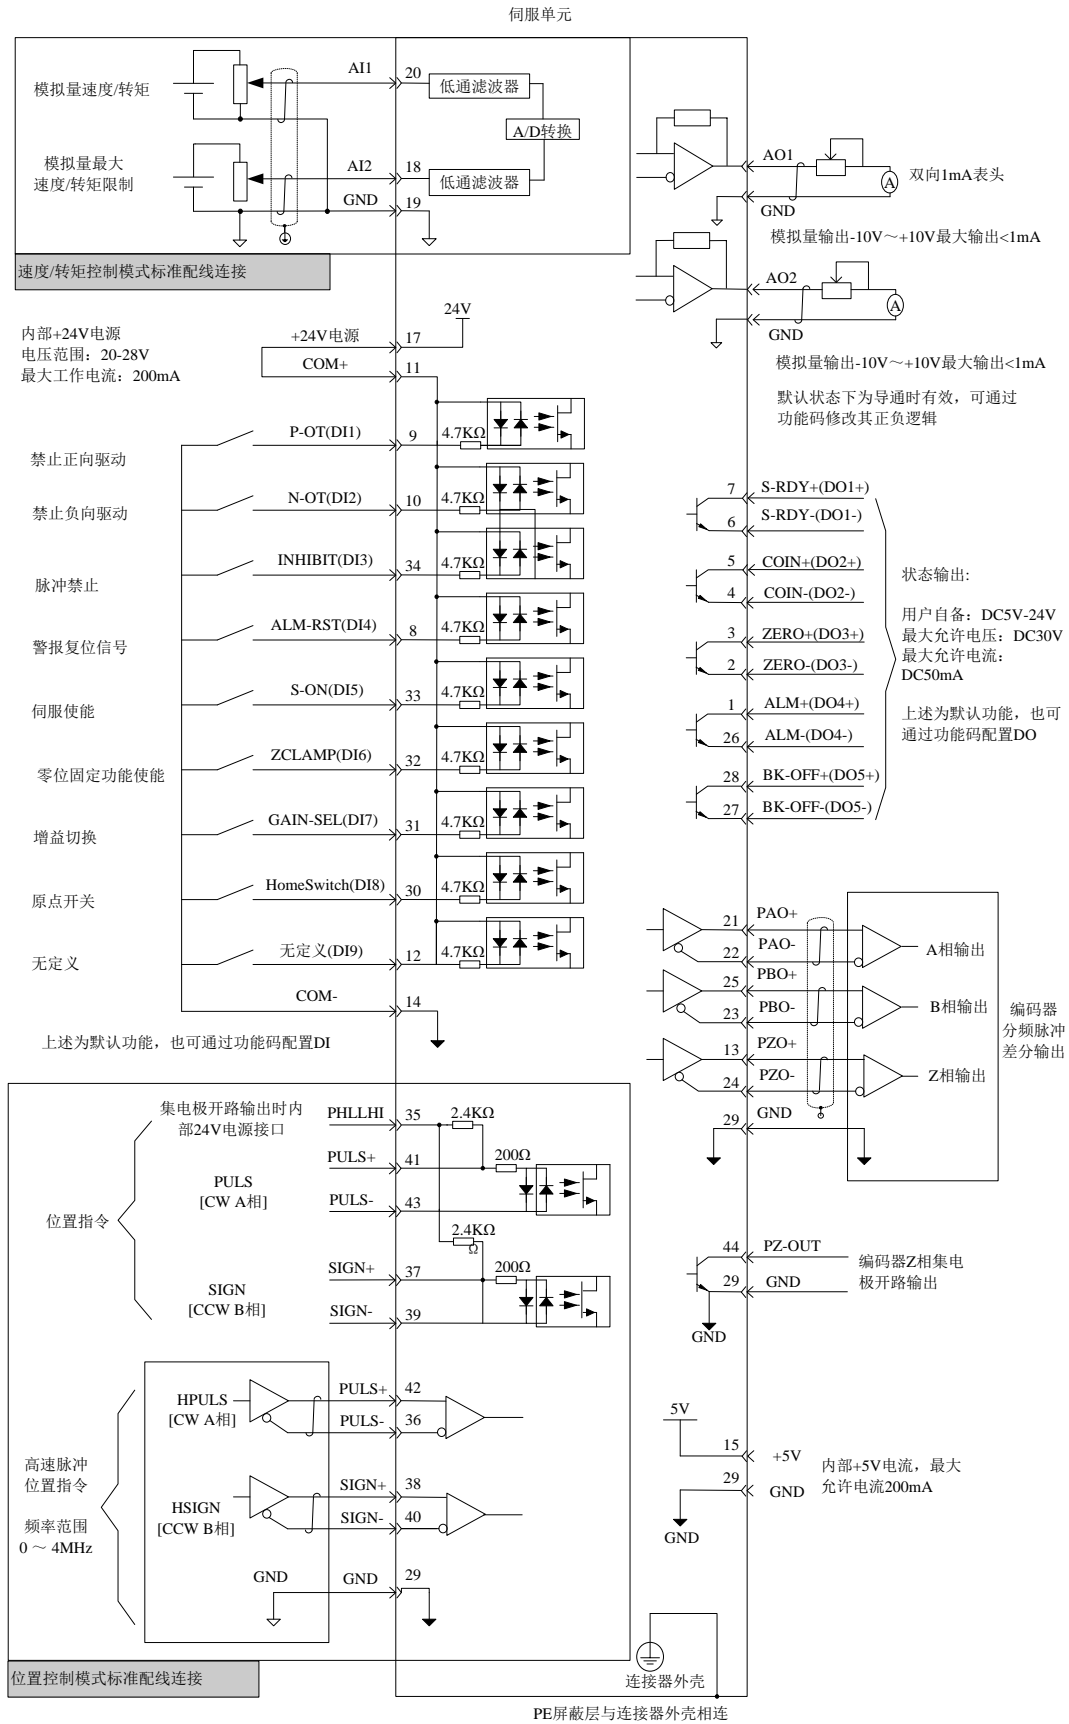 伺服单元
模拟量速度/转矩
AI1
20
低通滤波器
A/D转换
模拟量最大
速度/转矩限制
AI2
18
低通滤波器
GND
19
速度/转矩控制模式标准配线连接
AO1
A
双向1mA表头
GND
模拟量输出-10V～+10V最大输出<1mA
AO2
A
GND
模拟量输出-10V～+10V最大输出<1mA
默认状态下为导通时有效，可通过
功能码修改其正负逻辑
内部+24V电源
电压范围：20-28V
最大工作电流：200mA
24V
+24V电源
17
COM+
11
禁止正向驱动
P-OT(DI1)
9
4.7KΩ
禁止负向驱动
N-OT(DI2)
10
4.7KΩ
脉冲禁止
INHIBIT(DI3)
34
4.7KΩ
警报复位信号
ALM-RST(DI4)
8
4.7KΩ
伺服使能
S-ON(DI5)
33
4.7KΩ
零位固定功能使能
ZCLAMP(DI6)
32
4.7KΩ
增益切换
GAIN-SEL(DI7)
31
4.7KΩ
原点开关
HomeSwitch(DI8)
30
4.7KΩ
无定义
无定义(DI9)
12
4.7KΩ
COM-
14
上述为默认功能，也可通过功能码配置DI
7
S-RDY+(DO1+)
6
S-RDY-(DO1-)
5
COIN+(DO2+)
4
COIN-(DO2-)
3
ZERO+(DO3+)
2
ZERO-(DO3-)
1
ALM+(DO4+)
26
ALM-(DO4-)
28
BK-OFF+(DO5+)
27
BK-OFF-(DO5-)
状态输出:
用户自备：DC5V-24V
最大允许电压：DC30V
最大允许电流：
DC50mA
上述为默认功能，也可
通过功能码配置DO
21
PAO+
22
PAO-
A相输出
25
PBO+
23
PBO-
B相输出
13
PZO+
24
PZO-
Z相输出
29
GND
编码器
分频脉冲
差分输出
44
PZ-OUT
29
GND
GND
编码器Z相集电
极开路输出
5V
15
+5V
29
GND
GND
内部+5V电流，最大
允许电流200mA
位置指令
集电极开路输出时内
部24V电源接口
PHLLHI
35
2.4KΩ
PULS
[CW A相]
PULS+
41
200Ω
PULS-
43
2.4KΩ
Ω
SIGN
[CCW B相]
SIGN+
37
200Ω
SIGN-
39
高速脉冲
位置指令
频率范围
0 ～ 4MHz
HPULS
[CW A相]
PULS+
42
PULS-
36
HSIGN
[CCW B相]
SIGN+
38
SIGN-
40
GND
GND
29
位置控制模式标准配线连接
连接器外壳
PE屏蔽层与连接器外壳相连